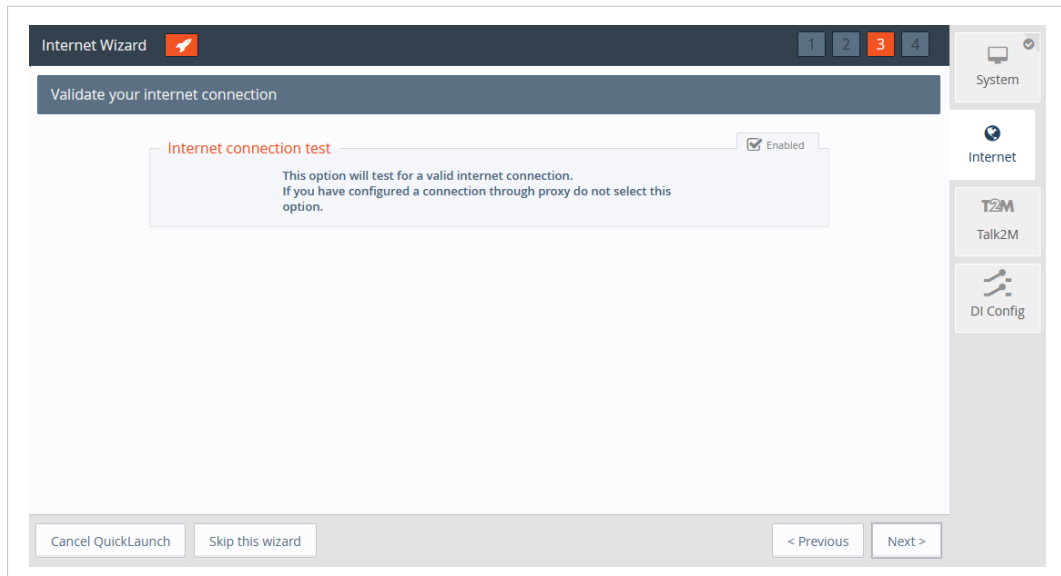 Internet Wizard
1 2 3 4
System
Validate your internet connection
Internet connection test
Enabled
This option will test for a valid internet connection.
If you have configured a connection through proxy do not select this
option.
Internet
T2M
Talk2M
DI Config
Cancel QuickLaunch
Skip this wizard
< Previous
Next >